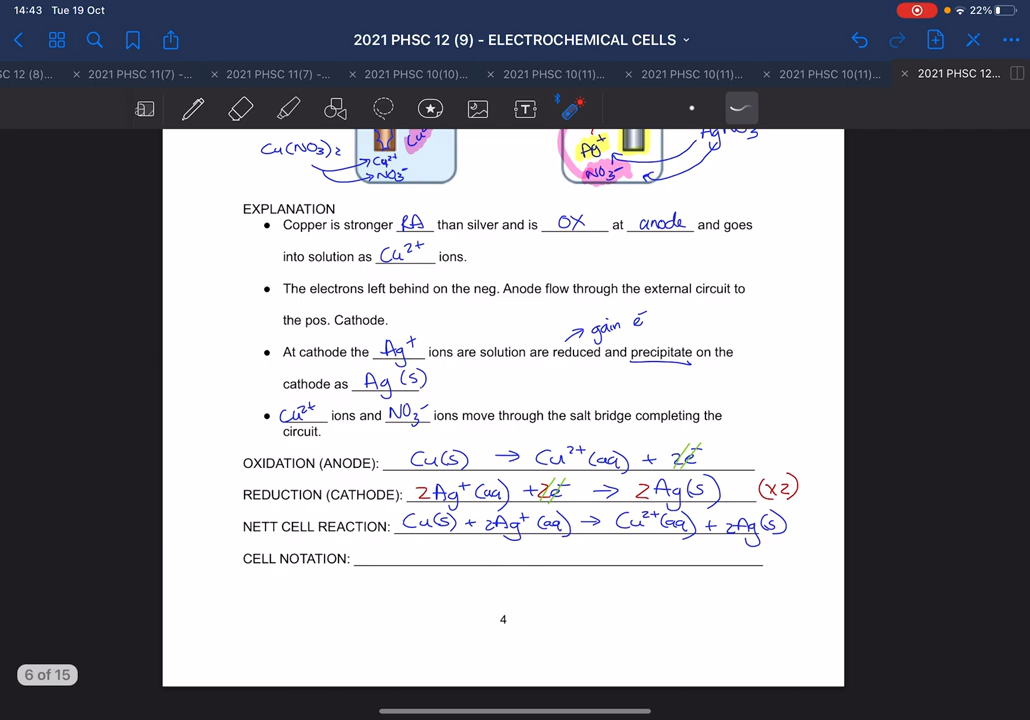 14:43 Tue 19 Oct 22%
2021 PHSC 12 (9) - ELECTROCHEMICAL CELLS
SC 12 (8)... 2021 PHSC 11(7) -... 2021 PHSC 11(7) -... 2021 PHSC 10(10)... 2021 PHSC 10(11)... 2021 PHSC 10(11)... 2021 PHSC 10(11)... 2021 PHSC 12...
Cu(NO₃)₂ Cu²⁺ Ag⁺
NO₃⁻ NO₃⁻
EXPLANATION
• Copper is stronger RA than silver and is OX at anode and goes
into solution as Cu²⁺ ions.
• The electrons left behind on the neg. Anode flow through the external circuit to
the pos. Cathode.
→ gain e⁻
• At cathode the Ag⁺ ions are solution are reduced and precipitate on the
cathode as Ag(s)
• Cu²⁺ ions and NO₃⁻ ions move through the salt bridge completing the
circuit.
OXIDATION (ANODE): Cu(s) → Cu²⁺(aq) + 2e⁻
REDUCTION (CATHODE): 2Ag⁺(aq) + 2e⁻ → 2Ag(s) (x2)
NETT CELL REACTION: Cu(s) + 2Ag⁺(aq) → Cu²⁺(aq) + 2Ag(s)
CELL NOTATION:
4
6 of 15